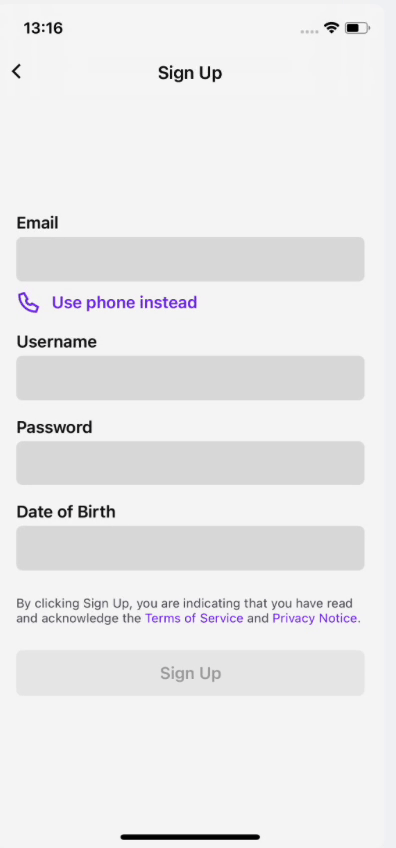 13:16
Sign Up
Email
Use phone instead
Username
Password
Date of Birth
By clicking Sign Up, you are indicating that you have read
and acknowledge the Terms of Service and Privacy Notice.
Sign Up